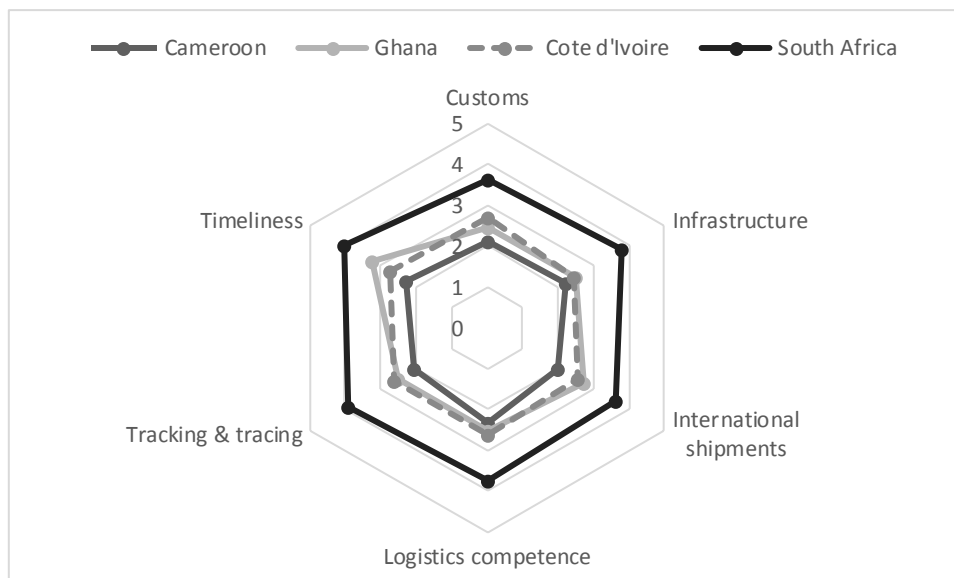 Cameroon Ghana Cote d'Ivoire South Africa
Customs
5
4
3
2
1
0
Timeliness
Infrastructure
Tracking & tracing
International
shipments
Logistics competence